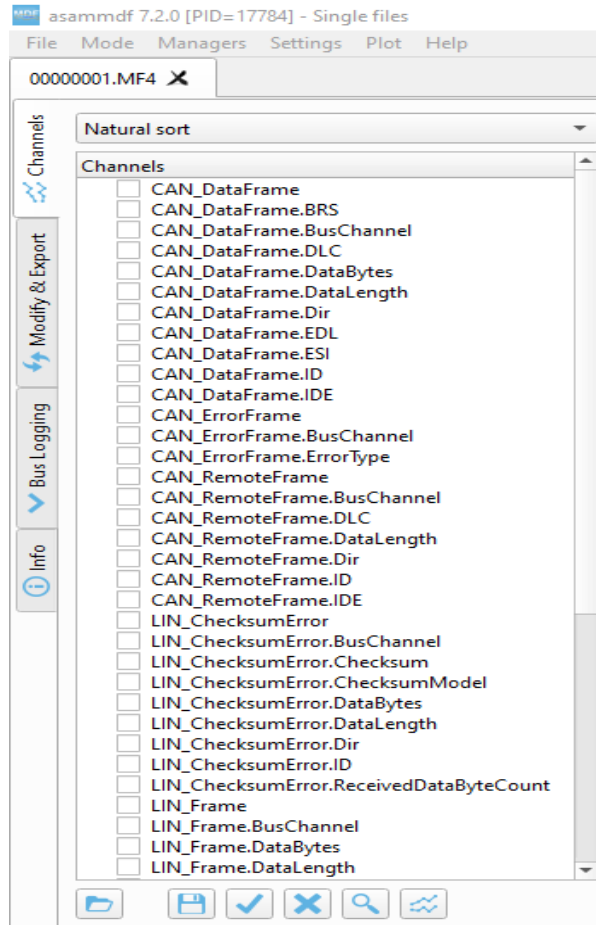 MDF asammdf 7.2.0 [PID=17784] - Single files
File Mode Managers Settings Plot Help
00000001.MF4
Channels
Modify & Export
Bus Logging
Info
Natural sort
Channels
CAN_DataFrame
CAN_DataFrame.BRS
CAN_DataFrame.BusChannel
CAN_DataFrame.DLC
CAN_DataFrame.DataBytes
CAN_DataFrame.DataLength
CAN_DataFrame.Dir
CAN_DataFrame.EDL
CAN_DataFrame.ESI
CAN_DataFrame.ID
CAN_DataFrame.IDE
CAN_ErrorFrame
CAN_ErrorFrame.BusChannel
CAN_ErrorFrame.ErrorType
CAN_RemoteFrame
CAN_RemoteFrame.BusChannel
CAN_RemoteFrame.DLC
CAN_RemoteFrame.DataLength
CAN_RemoteFrame.Dir
CAN_RemoteFrame.ID
CAN_RemoteFrame.IDE
LIN_ChecksumError
LIN_ChecksumError.BusChannel
LIN_ChecksumError.Checksum
LIN_ChecksumError.ChecksumModel
LIN_ChecksumError.DataBytes
LIN_ChecksumError.DataLength
LIN_ChecksumError.Dir
LIN_ChecksumError.ID
LIN_ChecksumError.ReceivedDataByteCount
LIN_Frame
LIN_Frame.BusChannel
LIN_Frame.DataBytes
LIN_Frame.DataLength